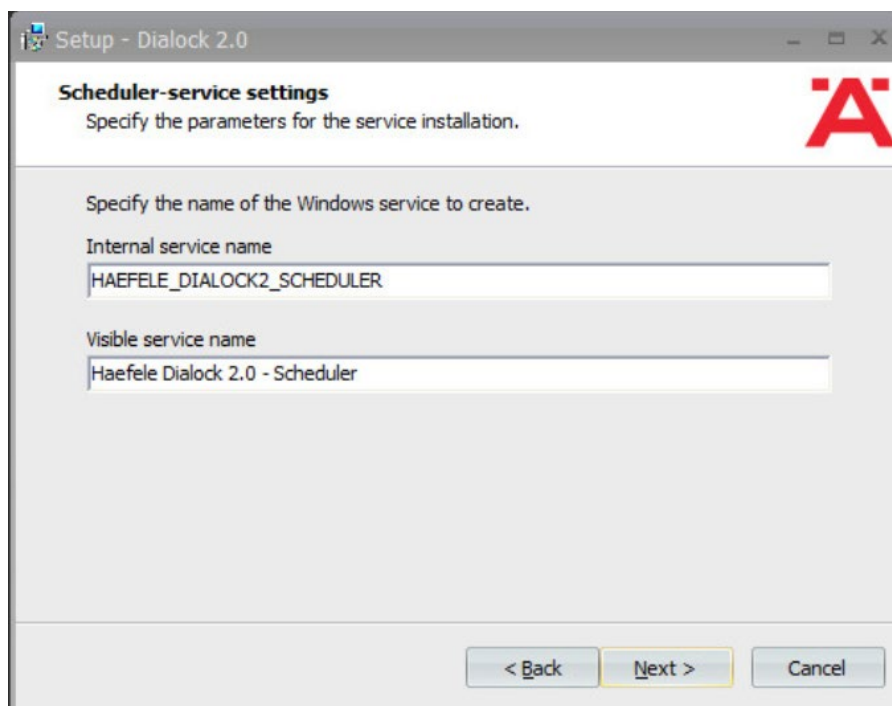 Setup - Dialock 2.0
Scheduler-service settings
Specify the parameters for the service installation.
Specify the name of the Windows service to create.
Internal service name
HAEFELE_DIALOCK2_SCHEDULER
Visible service name
Haefele Dialock 2.0 - Scheduler
< Back Next > Cancel